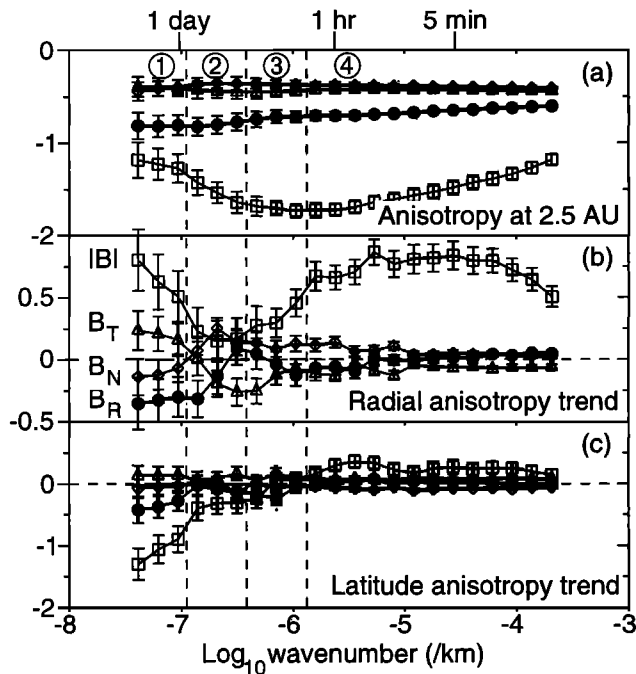 1 day 1 hr 5 min
0
① ② ③ ④ (a)
-0.5
-1
Anisotropy at 2.5 AU
-2
|B| (b)
0.5
B_T
0
B_N
B_R
Radial anisotropy trend
-0.5
(c)
0
-1
Latitude anisotropy trend
-2
-8 -7 -6 -5 -4 -3
Log10 wavenumber (/km)